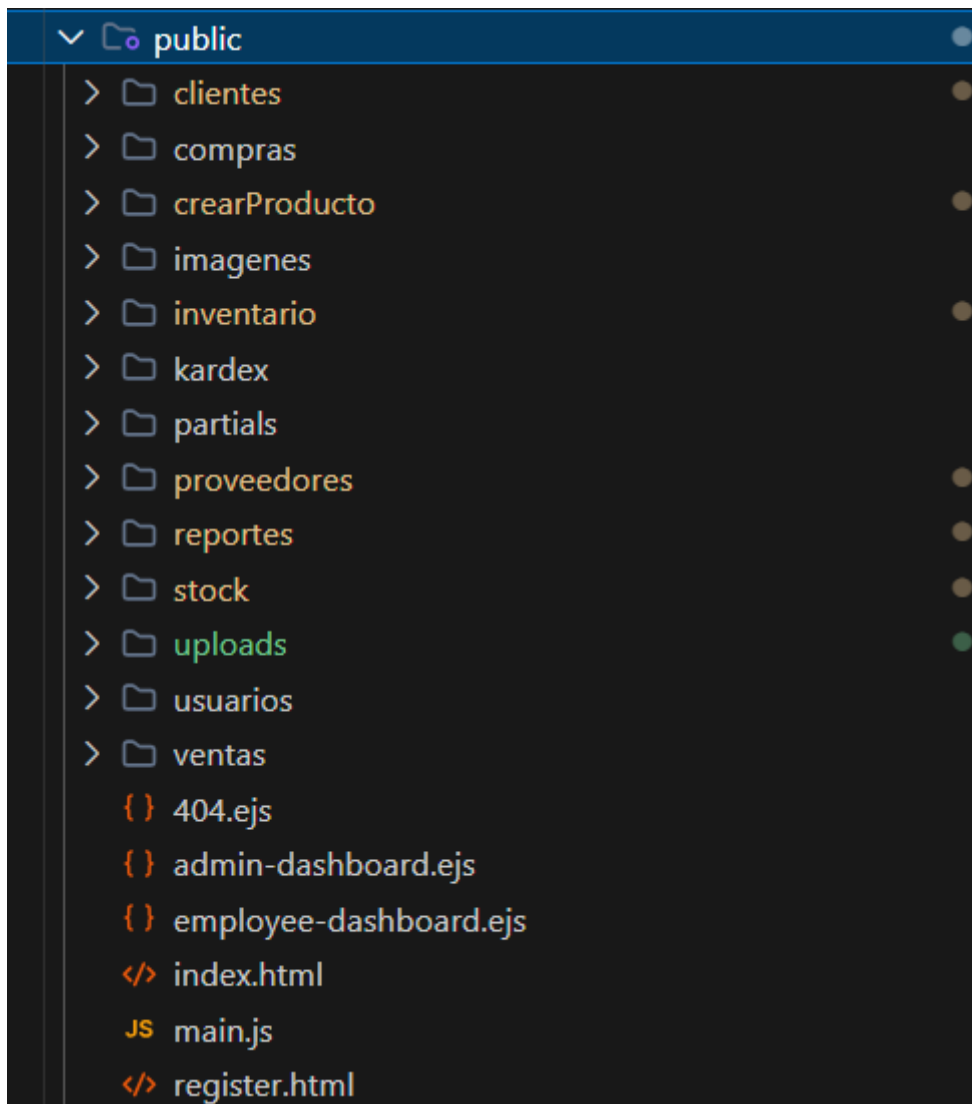 public
clientes
compras
crearProducto
imagenes
inventario
kardex
partials
proveedores
reportes
stock
uploads
usuarios
ventas
{ } 404.ejs
{ } admin-dashboard.ejs
{ } employee-dashboard.ejs
</> index.html
JS main.js
</> register.html